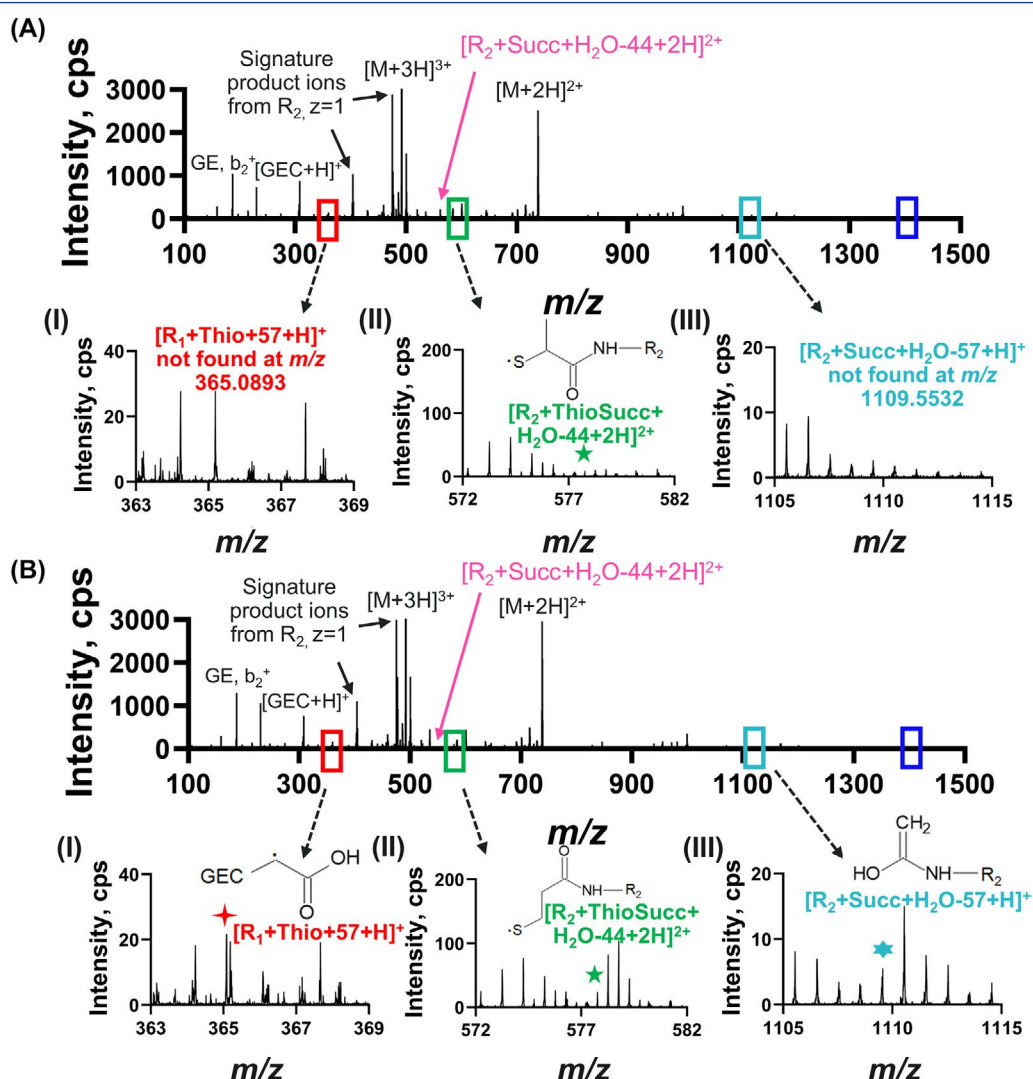 (A)
[R2+Succ+H2O-44+2H]2+
Signature
product ions
from R2, z=1
[M+3H]3+
[M+2H]2+
GE, b2+
[GEC+H]+
Intensity, cps
3000
2000
1000
0
100 300 500 700 900 1100 1300 1500
m/z
(I)
[R1+Thio+57+H]+
not found at m/z
365.0893
Intensity, cps
40
20
0
363 365 367 369
m/z
(II)
·S
NH
R2
O
[R2+ThioSucc+
H2O-44+2H]2+
Intensity, cps
200
100
0
572 577 582
m/z
(III)
[R2+Succ+H2O-57+H]+
not found at m/z
1109.5532
Intensity, cps
20
10
0
1105 1110 1115
m/z
(B)
[R2+Succ+H2O-44+2H]2+
Signature
product ions
from R2, z=1
[M+3H]3+
[M+2H]2+
GE, b2+
[GEC+H]+
Intensity, cps
3000
2000
1000
0
100 300 500 700 900 1100 1300 1500
m/z
(I)
GEC
·
OH
O
[R1+Thio+57+H]+
Intensity, cps
40
20
0
363 365 367 369
m/z
(II)
O
NH
R2
·S
[R2+ThioSucc+
H2O-44+2H]2+
Intensity, cps
200
100
0
572 577 582
m/z
(III)
CH2
HO
NH
R2
[R2+Succ+H2O-57+H]+
Intensity, cps
20
10
0
1105 1110 1115
m/z